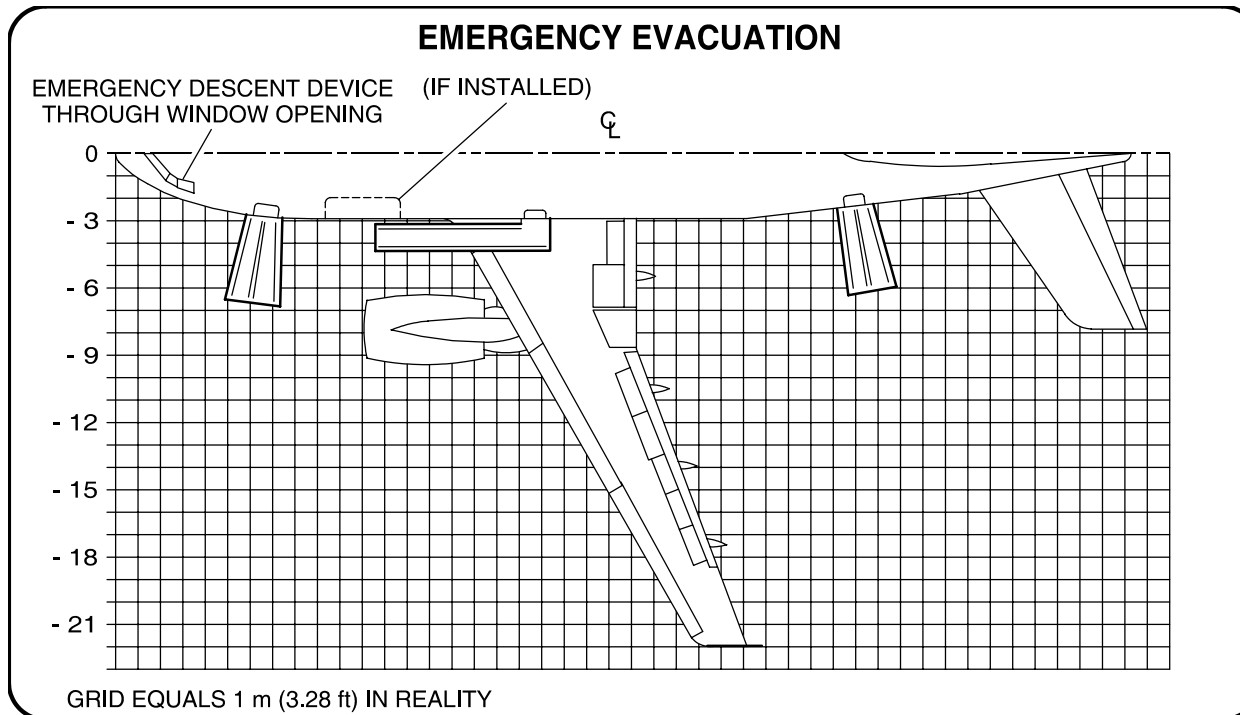 EMERGENCY EVACUATION
EMERGENCY DESCENT DEVICE
THROUGH WINDOW OPENING
(IF INSTALLED)
℄
0
- 3
- 6
- 9
- 12
- 15
- 18
- 21
GRID EQUALS 1 m (3.28 ft) IN REALITY